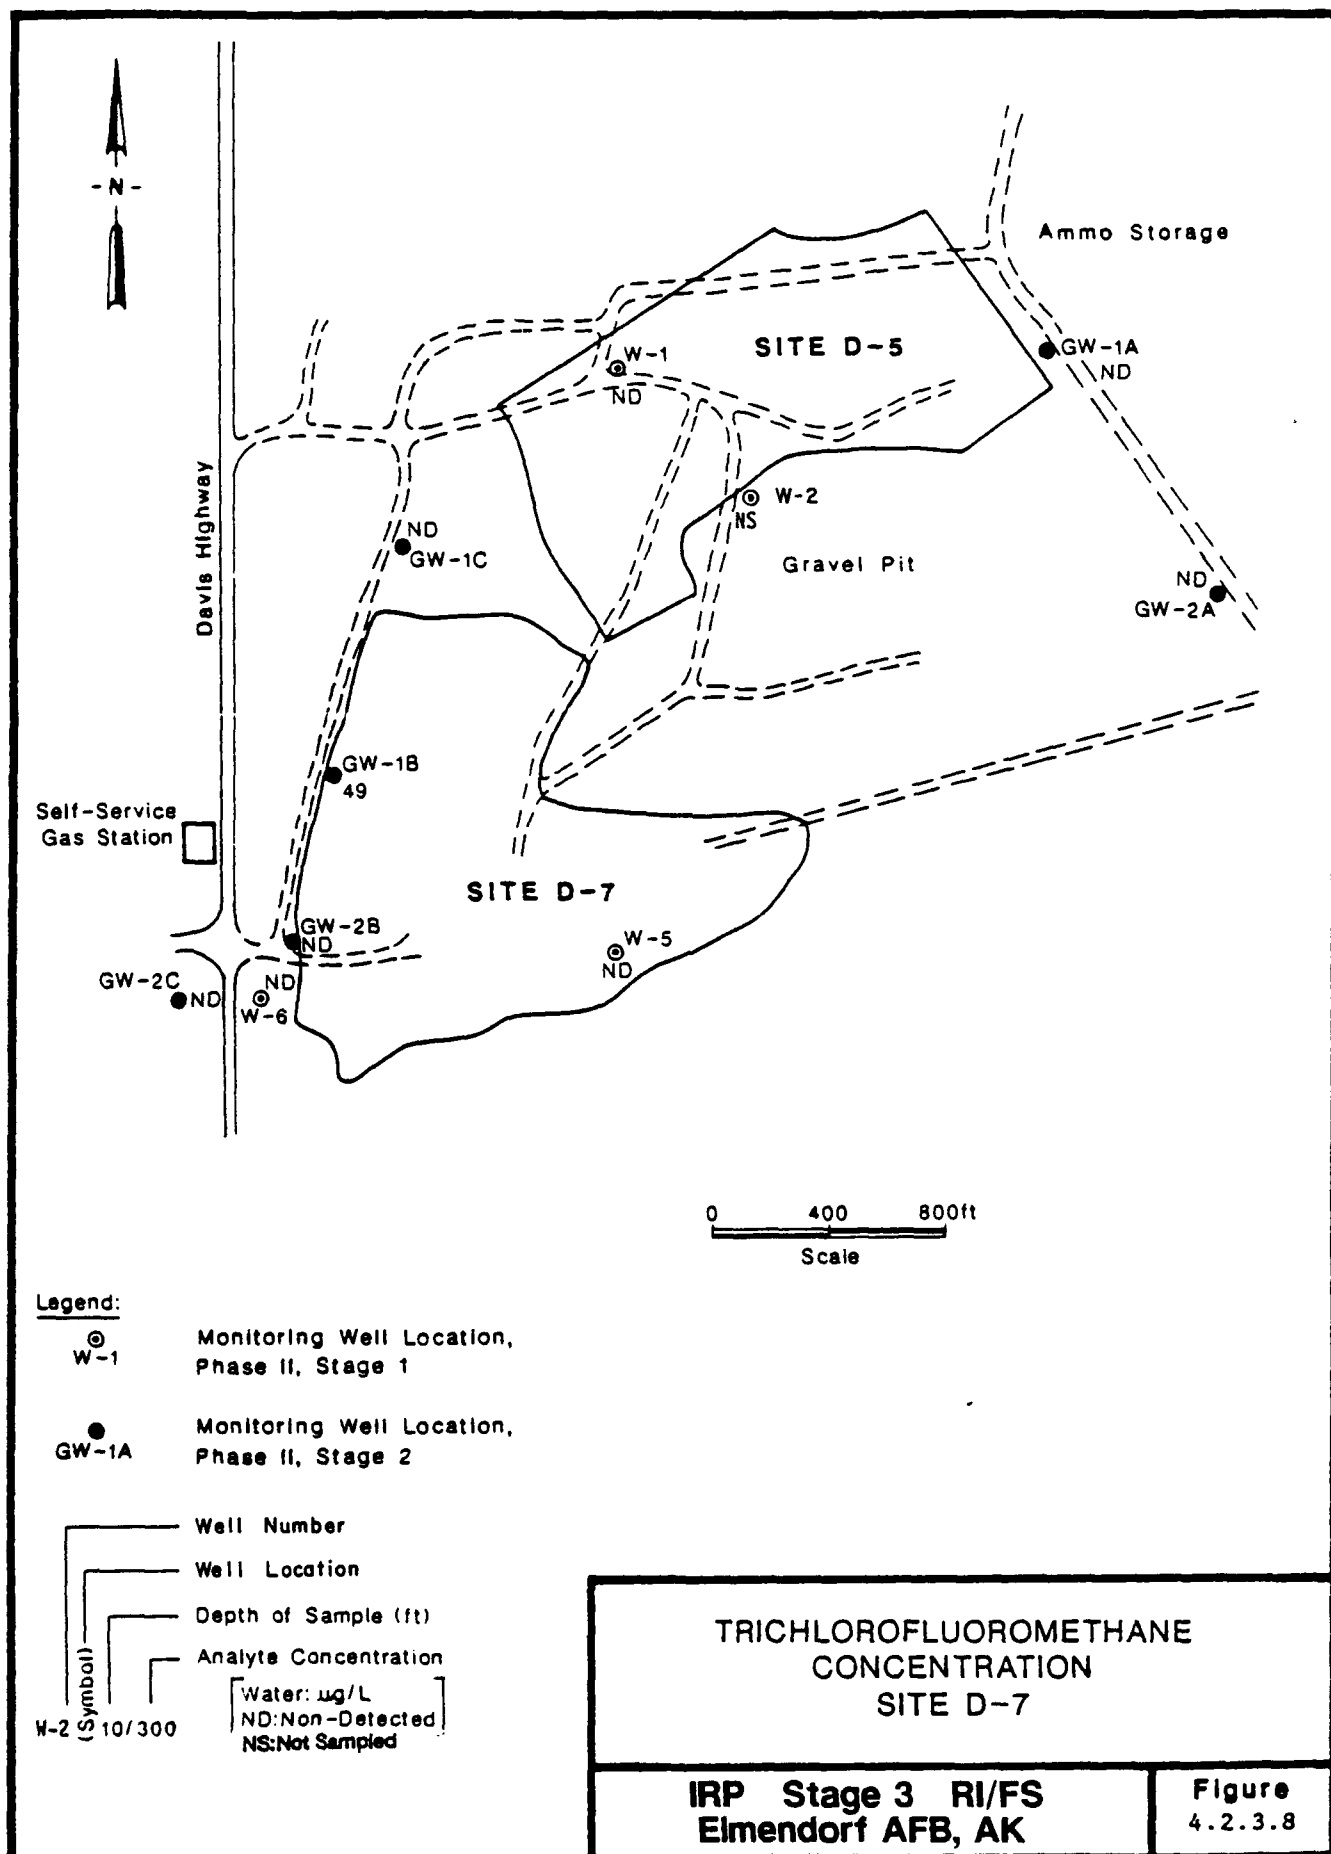 - N -
Ammo Storage
SITE D-5
W-1
ND
GW-1A
ND
W-2
NS
Davis Highway
ND
GW-1C
Gravel Pit
ND
GW-2A
GW-1B
49
Self-Service
Gas Station
SITE D-7
GW-2B
ND
W-5
ND
GW-2C
ND
ND
W-6
0 400 800ft
Scale
Legend:
W-1
Monitoring Well Location,
Phase II, Stage 1
GW-1A
Monitoring Well Location,
Phase II, Stage 2
Well Number
Well Location
Depth of Sample (ft)
Analyte Concentration
Water: ug/L
ND:Non-Detected
NS:Not Sampled
W-2 (Symbol) 10/300
TRICHLOROFLUOROMETHANE
CONCENTRATION
SITE D-7
IRP Stage 3 RI/FS
Elmendorf AFB, AK
Figure
4.2.3.8